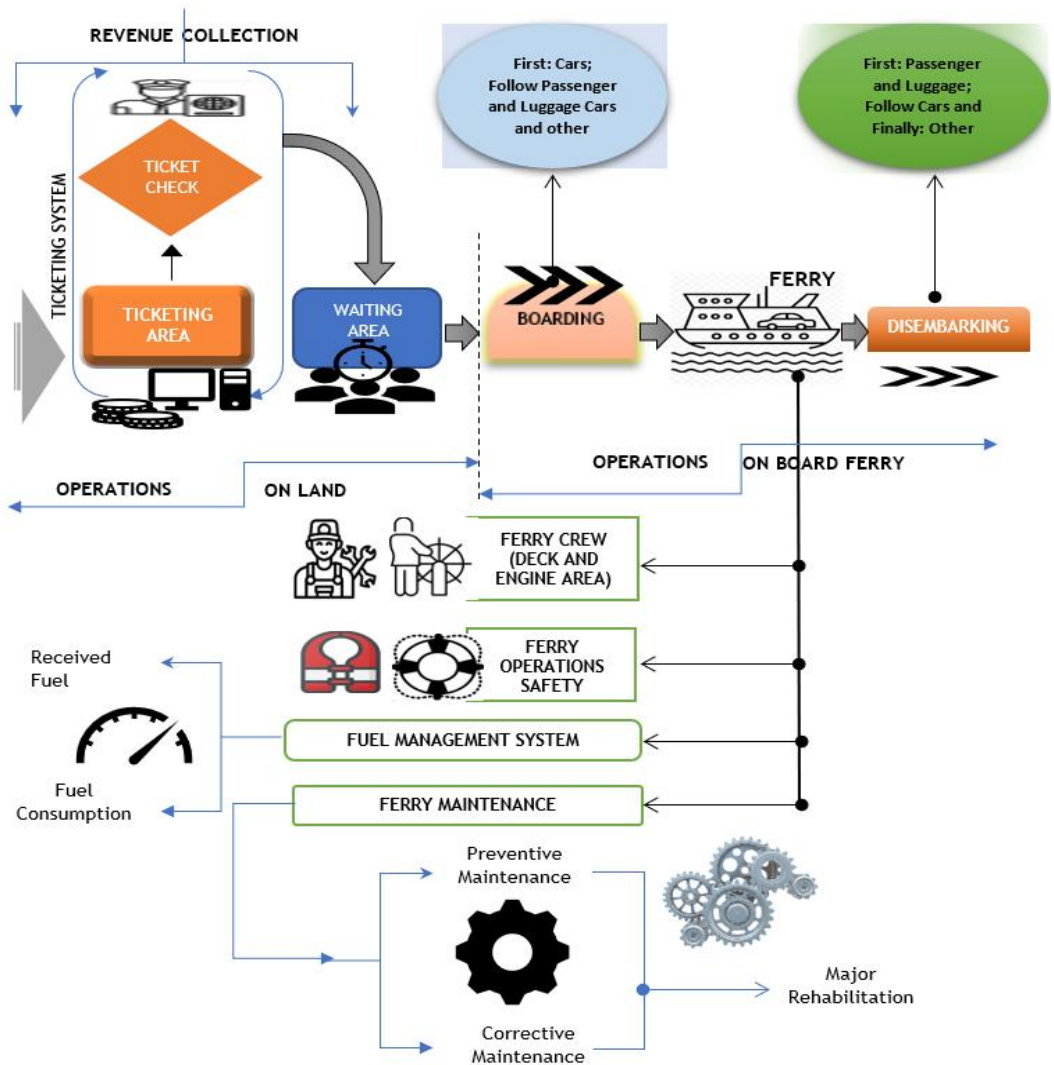 REVENUE COLLECTION
First: Cars;
Follow Passenger
and Luggage Cars
and other
First: Passenger
and Luggage;
Follow Cars and
Finally: Other
TICKETING SYSTEM
TICKET
CHECK
TICKETING
AREA
WAITING
AREA
BOARDING
FERRY
DISEMBARKING
OPERATIONS
ON LAND
OPERATIONS
ON BOARD FERRY
FERRY CREW
(DECK AND
ENGINE AREA)
FERRY
OPERATIONS
SAFETY
Received
Fuel
FUEL MANAGEMENT SYSTEM
Fuel
Consumption
FERRY MAINTENANCE
Preventive
Maintenance
Major
Rehabilitation
Corrective
Maintenance